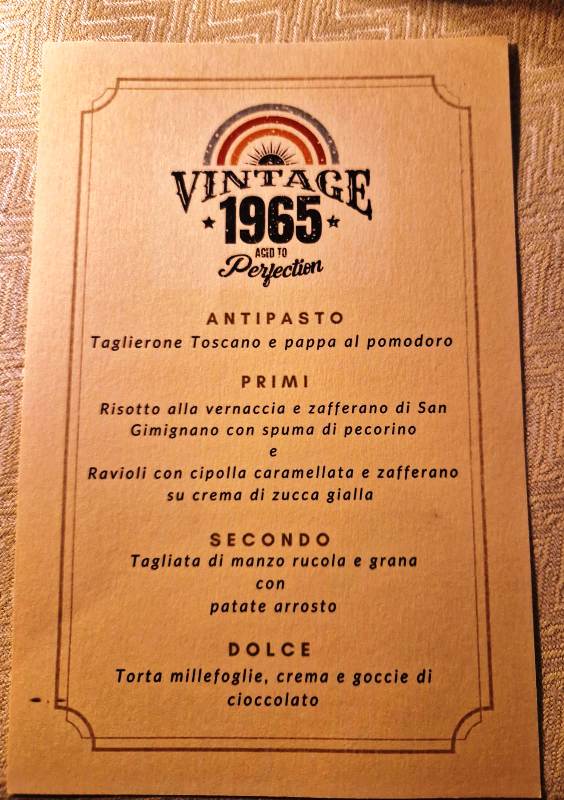 VINTAGE
1965
AGED TO
Perfection
ANTIPASTO
Taglierone Toscano e pappa al pomodoro
PRIMI
Risotto alla vernaccia e zafferano di San
Gimignano con spuma di pecorino
e
Ravioli con cipolla caramellata e zafferano
su crema di zucca gialla
SECONDO
Tagliata di manzo rucola e grana
con
patate arrosto
DOLCE
Torta millefoglie, crema e goccie di
cioccolato